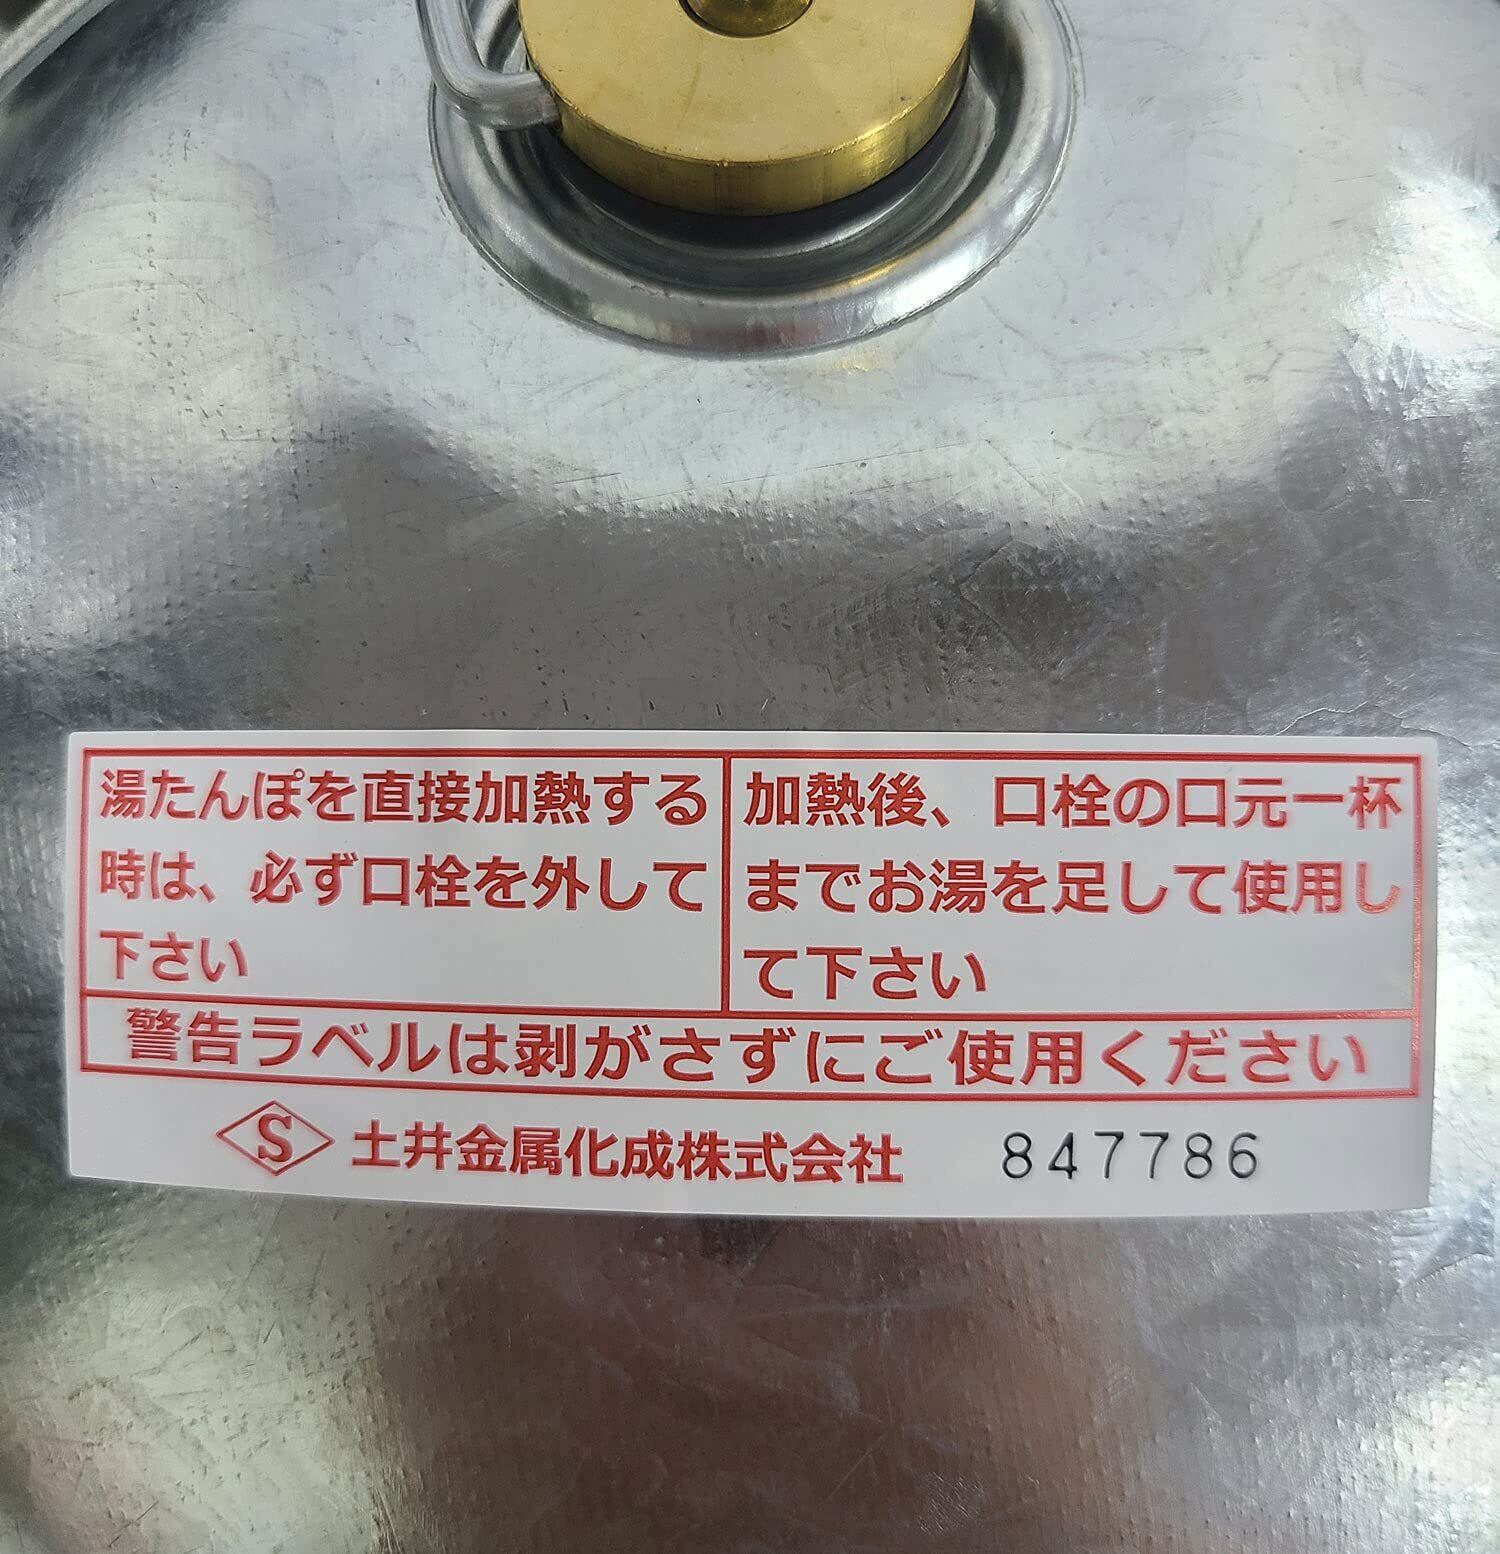 湯たんぽを直接加熱する
時は、必ず口栓を外して
下さい
加熱後、口栓の口元一杯
までお湯を足して使用し
て下さい
警告ラベルは剥がさずにご使用ください
S 土井金属化成株式会社 847786